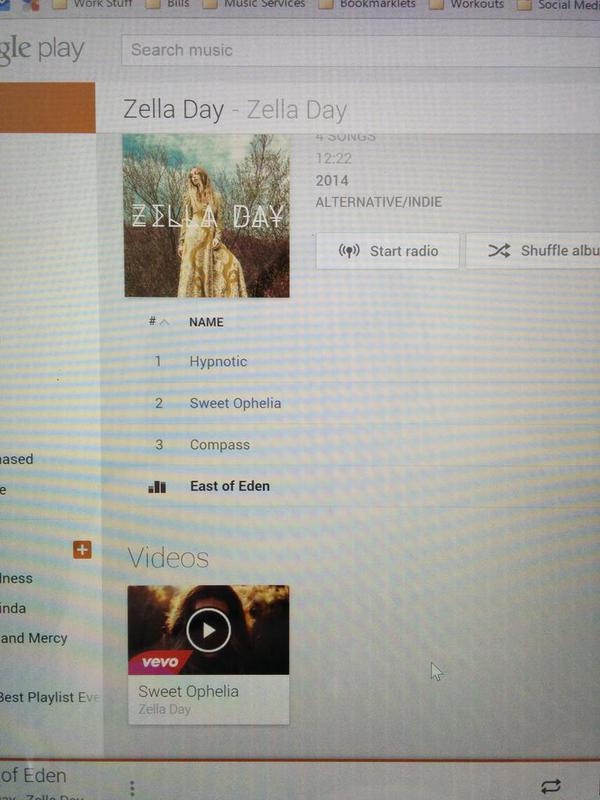 Work Stuff Bills Music Services Bookmarklets Workouts Social Medi
gle play Search music
Zella Day - Zella Day
ZELLA DAY
4 SONGS
12:22
2014
ALTERNATIVE/INDIE
Start radio Shuffle albu
# NAME
1 Hypnotic
2 Sweet Ophelia
3 Compass
East of Eden
ased
e
Videos
lness
inda
and Mercy
vevo
Sweet Ophelia
Zella Day
Best Playlist Eve
of Eden
ay - Zella Day